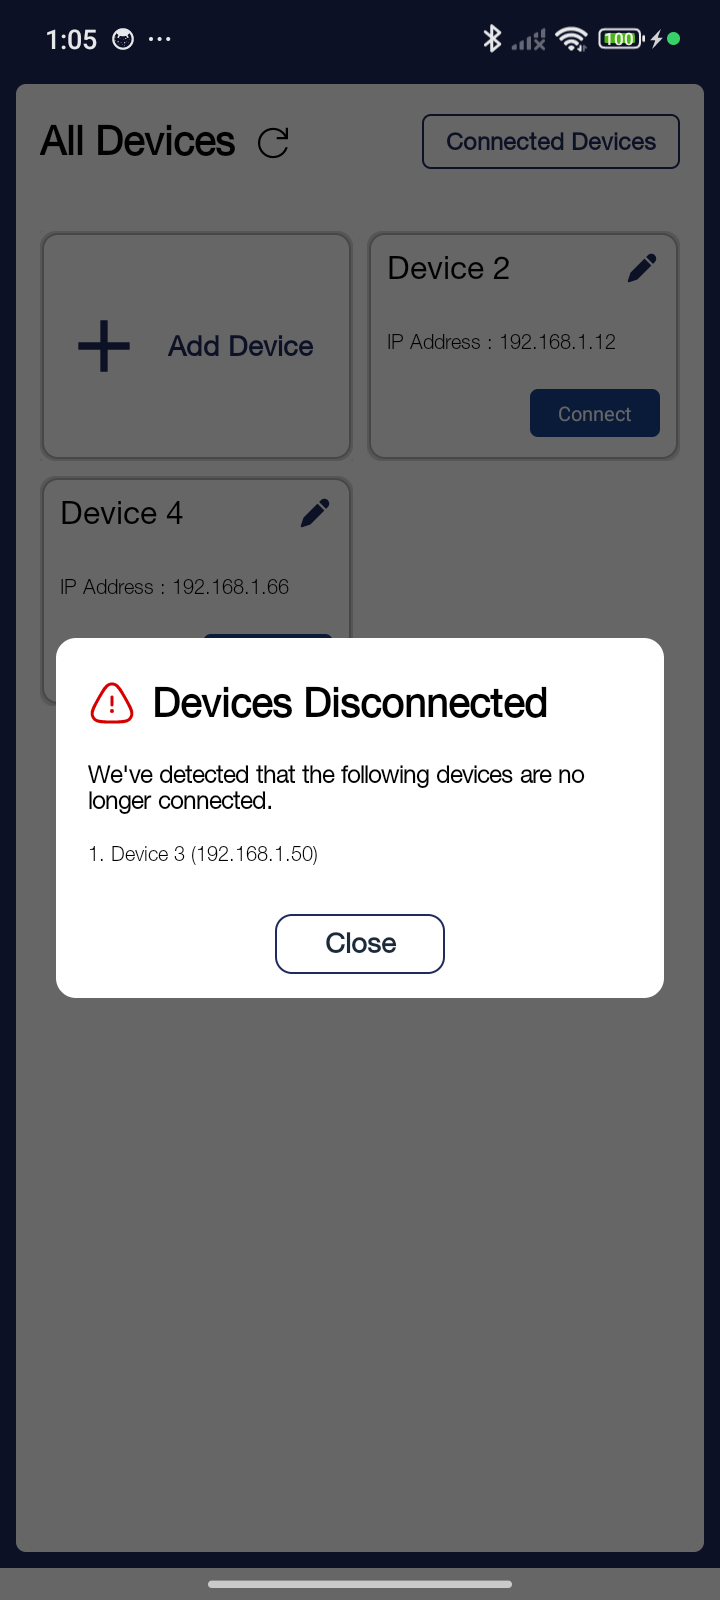 1:05
100
All Devices
Connected Devices
Add Device
Device 2
IP Address : 192.168.1.12
Connect
Device 4
IP Address : 192.168.1.66
Devices Disconnected
We've detected that the following devices are no
longer connected.
1. Device 3 (192.168.1.50)
Close